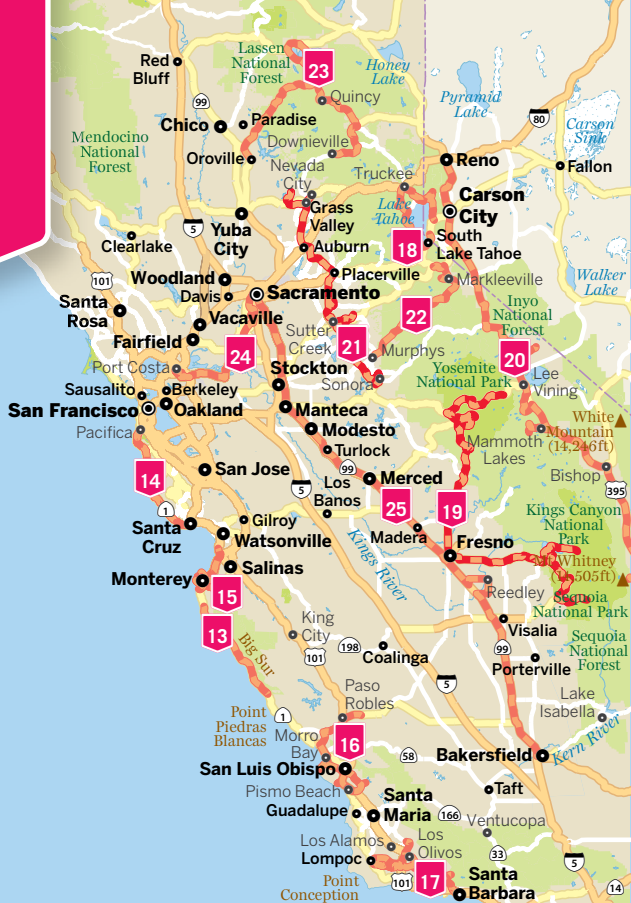 Lassen
National
Forest
Red
Bluff
23
Honey
Lake
99
Quincy
Pyramid
Lake
80
Chico
Paradise
Carson
Sink
Mendocino
National
Forest
Downieville
Oroville
Nevada
City
Truckee
Reno
Fallon
Carson
City
Lake
Tahoe
Grass
Valley
Yuba
City
5
Clearlake
Auburn
18
South
Lake Tahoe
101
Woodland
Placerville
Markleeville
Walker
Lake
Davis
Sacramento
Santa
Rosa
Vacaville
Inyo
National
Forest
22
Sutter
Creek
Fairfield
24
21
Murphys
20
Port Costa
Stockton
Sonora
Yosemite
National Park
Lee
Vining
Sausalito
Berkeley
San Francisco
Oakland
Manteca
White
Mountain
(14,246ft)
Pacifica
Modesto
Mammoth
Lakes
Turlock
14
San Jose
99
Merced
Bishop
5
Los
Banos
25
19
395
1
Kings Canyon
National
Park
Santa
Cruz
Gilroy
Madera
Watsonville
Kings River
Fresno
Mt Whitney
(14,505ft)
Salinas
Monterey
15
Reedley
Sequoia
National Park
13
King
City
Visalia
Big Sur
101
198
Coalinga
99
Sequoia
National
Forest
Porterville
5
Paso
Robles
Lake
Isabella
1
Point
Piedras
Blancas
Morro
Bay
16
58
Bakersfield
Kern River
San Luis Obispo
Pismo Beach
Santa
Maria
Taft
Guadalupe
166
Ventucopa
Los Alamos
Los
Olivos
33
Lompoc
5
Point
Conception
101
17
Santa
Barbara
14